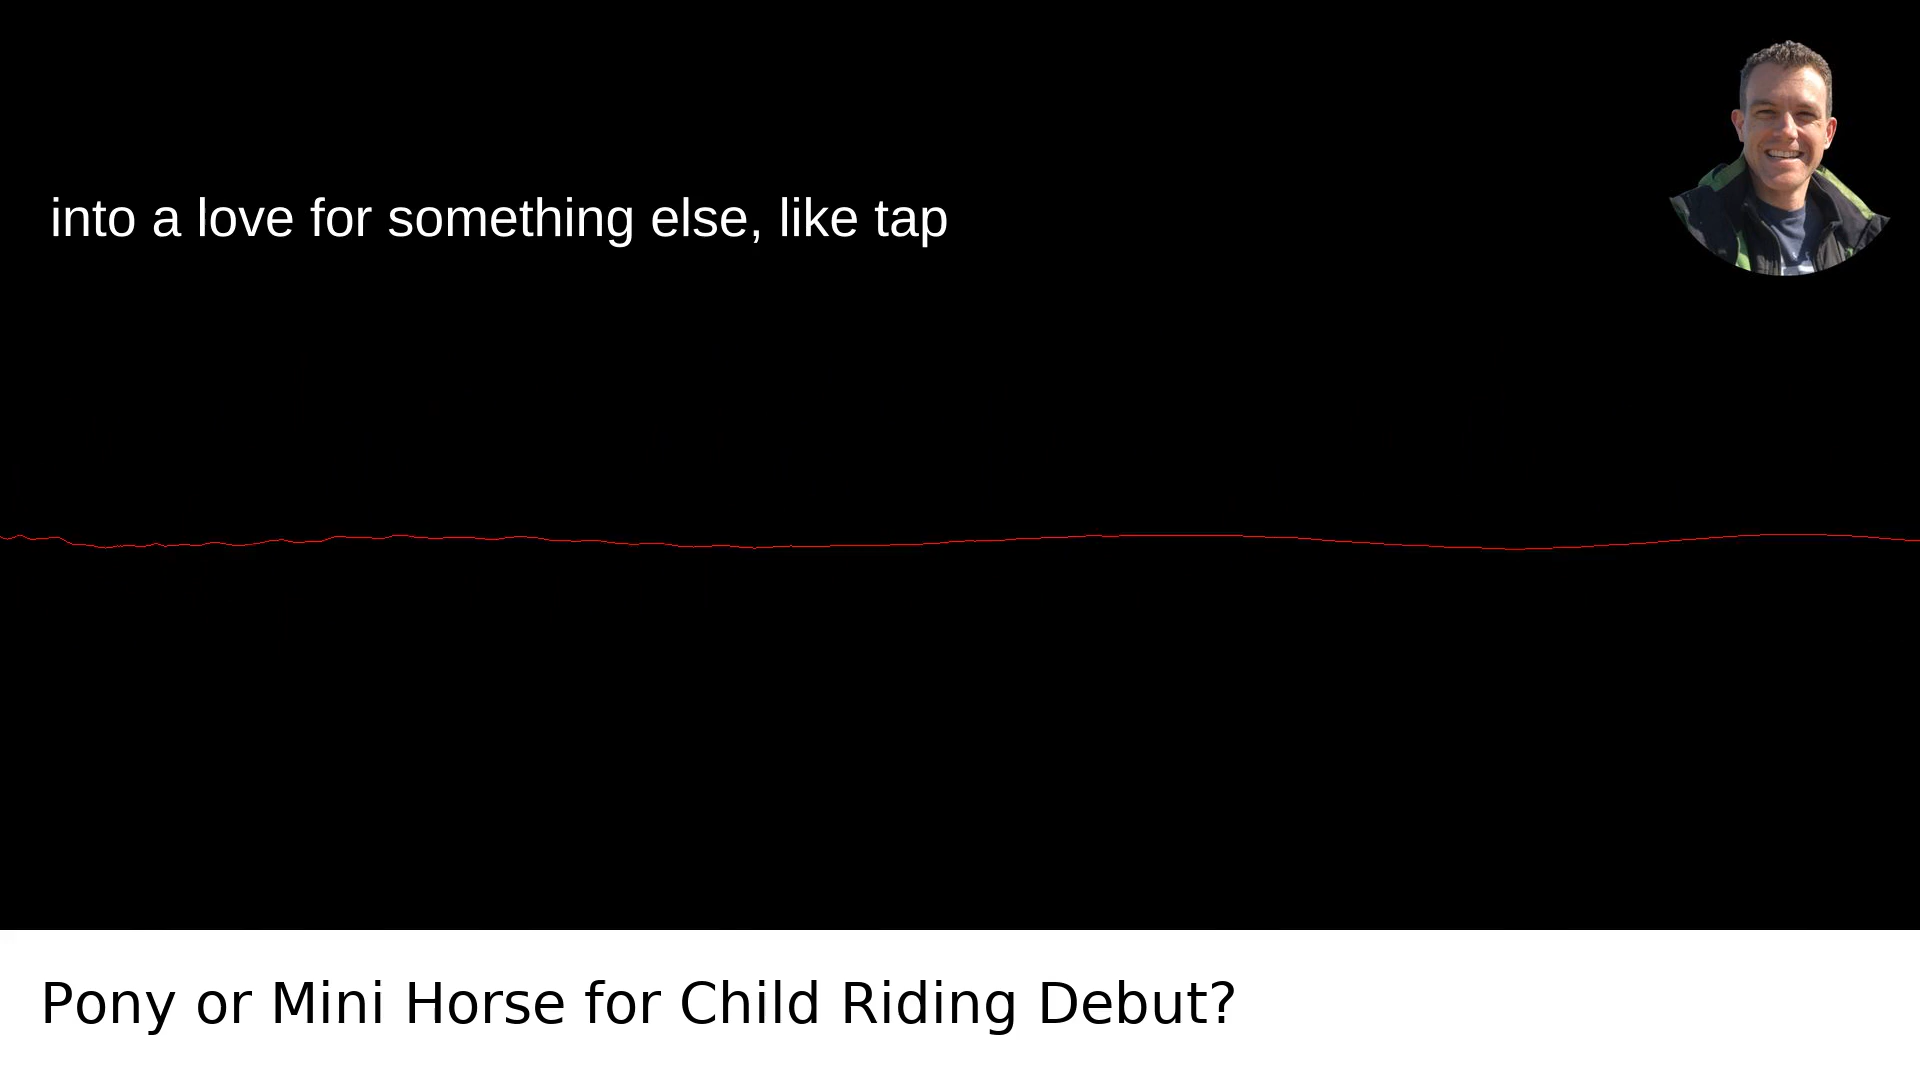 into a love for something else, like tap
Pony or Mini Horse for Child Riding Debut?